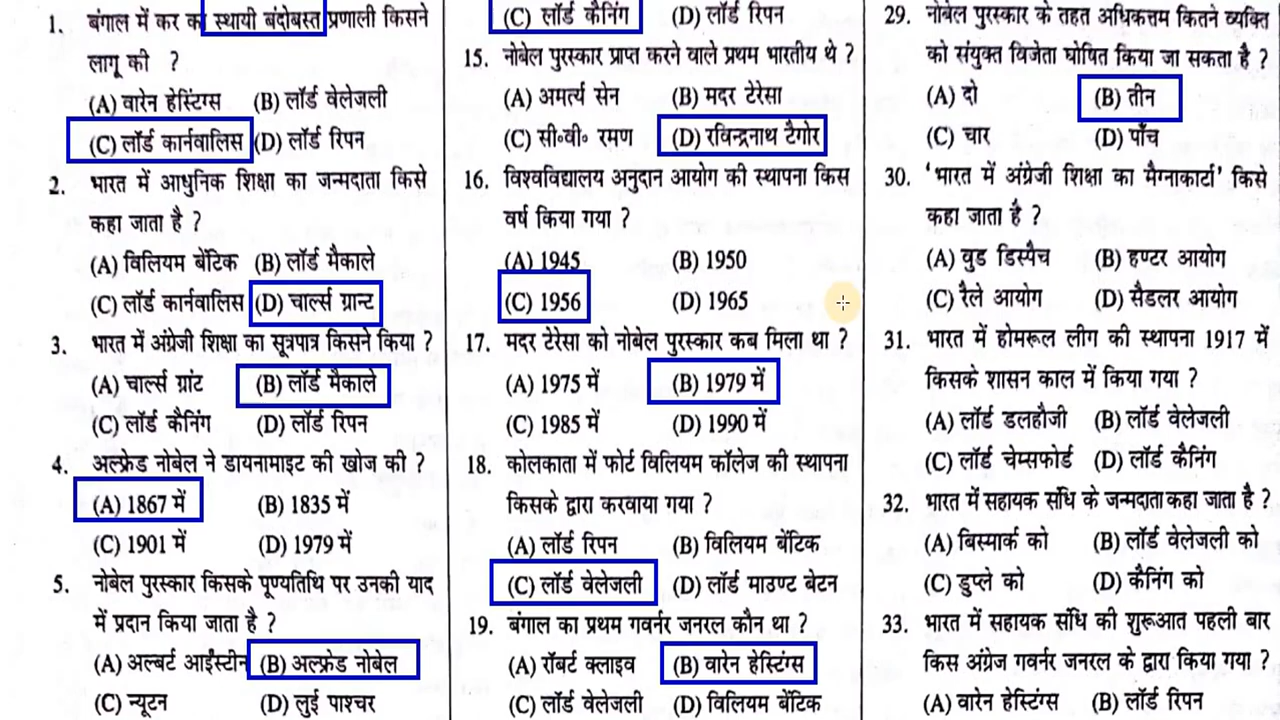 1. बंगाल में कर का स्थायी बंदोबस्त प्रणाली किसने
लागू की ?
(A) वारेन हेस्टिंग्स (B) लॉर्ड वेलेजली
(C) लॉर्ड कार्नवालिस (D) लॉर्ड रिपन
2. भारत में आधुनिक शिक्षा का जन्मदाता किसे
कहा जाता है ?
(A) विलियम बेंटिक (B) लॉर्ड मैकाले
(C) लॉर्ड कार्नवालिस (D) चार्ल्स ग्रान्ट
3. भारत में अंग्रेजी शिक्षा का सूत्रपात किसने किया ?
(A) चार्ल्स ग्रांट (B) लॉर्ड मैकाले
(C) लॉर्ड कैनिंग (D) लॉर्ड रिपन
4. अल्फ्रेड नोबेल ने डायनामाइट की खोज की ?
(A) 1867 में (B) 1835 में
(C) 1901 में (D) 1979 में
5. नोबेल पुरस्कार किसके पूण्यतिथि पर उनकी याद
में प्रदान किया जाता है ?
(A) अल्बर्ट आईंस्टीन (B) अल्फ्रेड नोबेल
(C) न्यूटन (D) लुई पाश्चर
(C) लॉर्ड कैनिंग (D) लॉर्ड रिपन
15. नोबेल पुरस्कार प्राप्त करने वाले प्रथम भारतीय थे ?
(A) अमर्त्य सेन (B) मदर टेरेसा
(C) सी॰वी॰ रमण (D) रविन्द्रनाथ टैगोर
16. विश्वविद्यालय अनुदान आयोग की स्थापना किस
वर्ष किया गया ?
(A) 1945 (B) 1950
(C) 1956 (D) 1965
17. मदर टेरेसा को नोबेल पुरस्कार कब मिला था ?
(A) 1975 में (B) 1979 में
(C) 1985 में (D) 1990 में
18. कोलकाता में फोर्ट विलियम कॉलेज की स्थापना
किसके द्वारा करवाया गया ?
(A) लॉर्ड रिपन (B) विलियम बेंटिक
(C) लॉर्ड वेलेजली (D) लॉर्ड माउण्ट बेटन
19. बंगाल का प्रथम गवर्नर जनरल कौन था ?
(A) रॉबर्ट क्लाइव (B) वारेन हेस्टिंग्स
(C) लॉर्ड वेलेजली (D) विलियम बेंटिक
29. नोबेल पुरस्कार के तहत अधिकत्तम कितने व्यक्ति
को संयुक्त विजेता घोषित किया जा सकता है ?
(A) दो (B) तीन
(C) चार (D) पाँच
30. ‘भारत में अंग्रेजी शिक्षा का मैग्नाकार्टा’ किसे
कहा जाता है ?
(A) वुड डिस्पैच (B) हण्टर आयोग
(C) रैले आयोग (D) सैडलर आयोग
31. भारत में होमरूल लीग की स्थापना 1917 में
किसके शासन काल में किया गया ?
(A) लॉर्ड डलहौजी (B) लॉर्ड वेलेजली
(C) लॉर्ड चेम्सफोर्ड (D) लॉर्ड कैनिंग
32. भारत में सहायक संधि के जन्मदाता कहा जाता है ?
(A) बिस्मार्क को (B) लॉर्ड वेलेजली को
(C) डुप्ले को (D) कैनिंग को
33. भारत में सहायक संधि की शुरूआत पहली बार
किस अंग्रेज गवर्नर जनरल के द्वारा किया गया ?
(A) वारेन हेस्टिंग्स (B) लॉर्ड रिपन